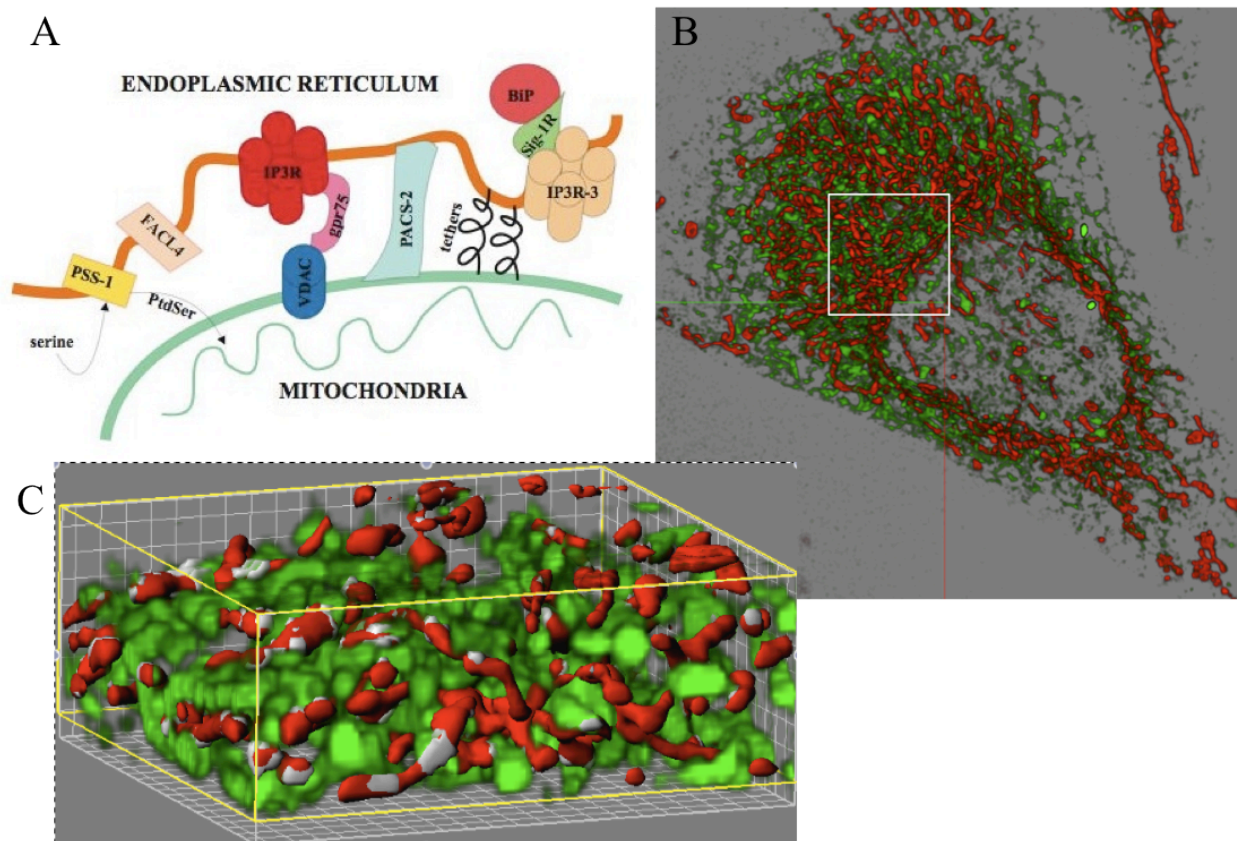 A
B
ENDOPLASMIC RETICULUM
BiP
Sig-1R
IP3R
IP3R-3
gpr75
PACS-2
tethers
FACL4
PSS-1
PtdSer
VDAC
serine
MITOCHONDRIA
C